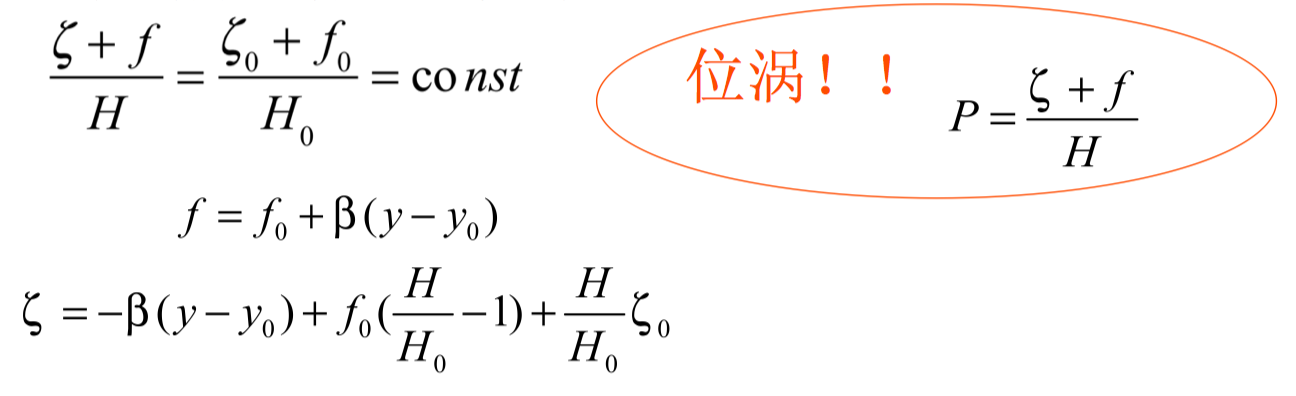 (ζ + f)/H = (ζ₀ + f₀)/H₀ = const
位涡！！ P = (ζ + f)/H
f = f₀ + β(y − y₀)
ζ = −β(y − y₀) + f₀(H/H₀ − 1) + H/H₀ ζ₀